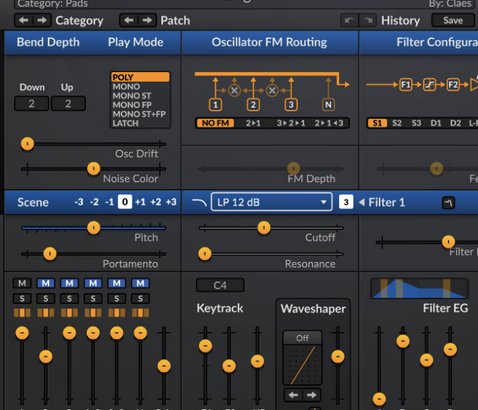 Category: Pads
By: Claes
Category
Patch
History
Save
Bend Depth
Play Mode
Oscillator FM Routing
Filter Configura
Down
Up
2
2
POLY
MONO
MONO ST
MONO FP
MONO ST+FP
LATCH
1
2
3
N
NO FM
2▸1
3▸2▸1
2▸1◂3
F1
F2
S1
S2
S3
D1
D2
Osc Drift
Noise Color
FM Depth
Scene
-3 -2 -1 0 +1 +2 +3
LP 12 dB
3
Filter 1
Pitch
Portamento
Cutoff
Resonance
Filter
M M M M M M
S S S S S S
C4
Keytrack
Waveshaper
Filter EG
Off